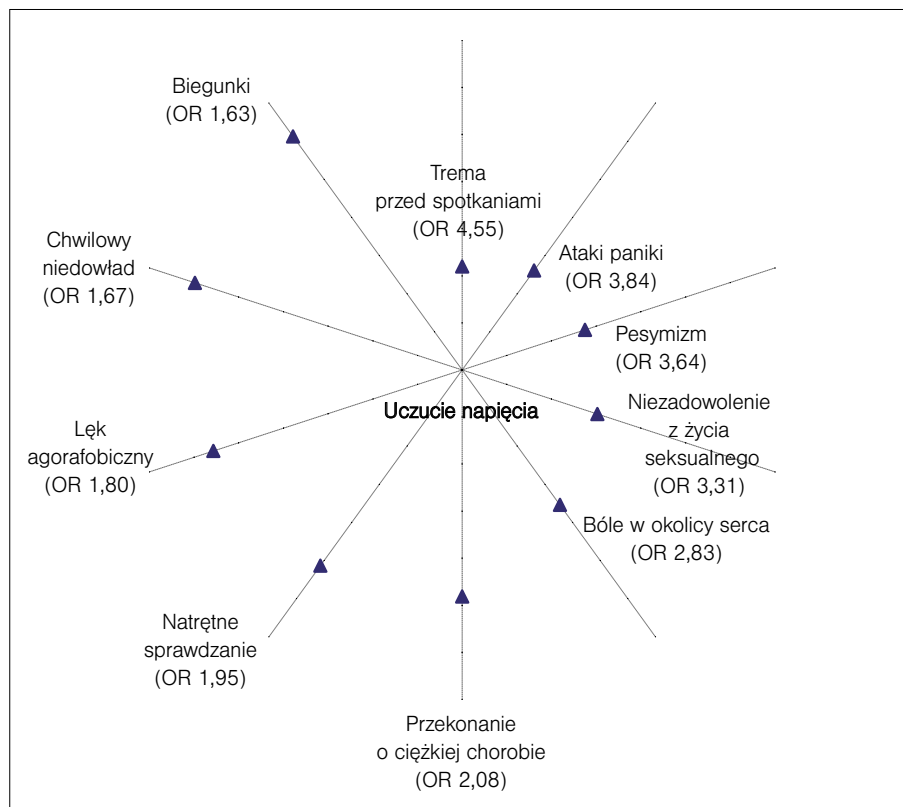 Biegunki
(OR 1,63)
Trema
przed spotkaniami
(OR 4,55)
Ataki paniki
(OR 3,84)
Pesymizm
(OR 3,64)
Niezadowolenie
z życia
seksualnego
(OR 3,31)
Bóle w okolicy serca
(OR 2,83)
Przekonanie
o ciężkiej chorobie
(OR 2,08)
Natrętne
sprawdzanie
(OR 1,95)
Lęk
agorafobiczny
(OR 1,80)
Chwilowy
niedowład
(OR 1,67)
Uczucie napięcia